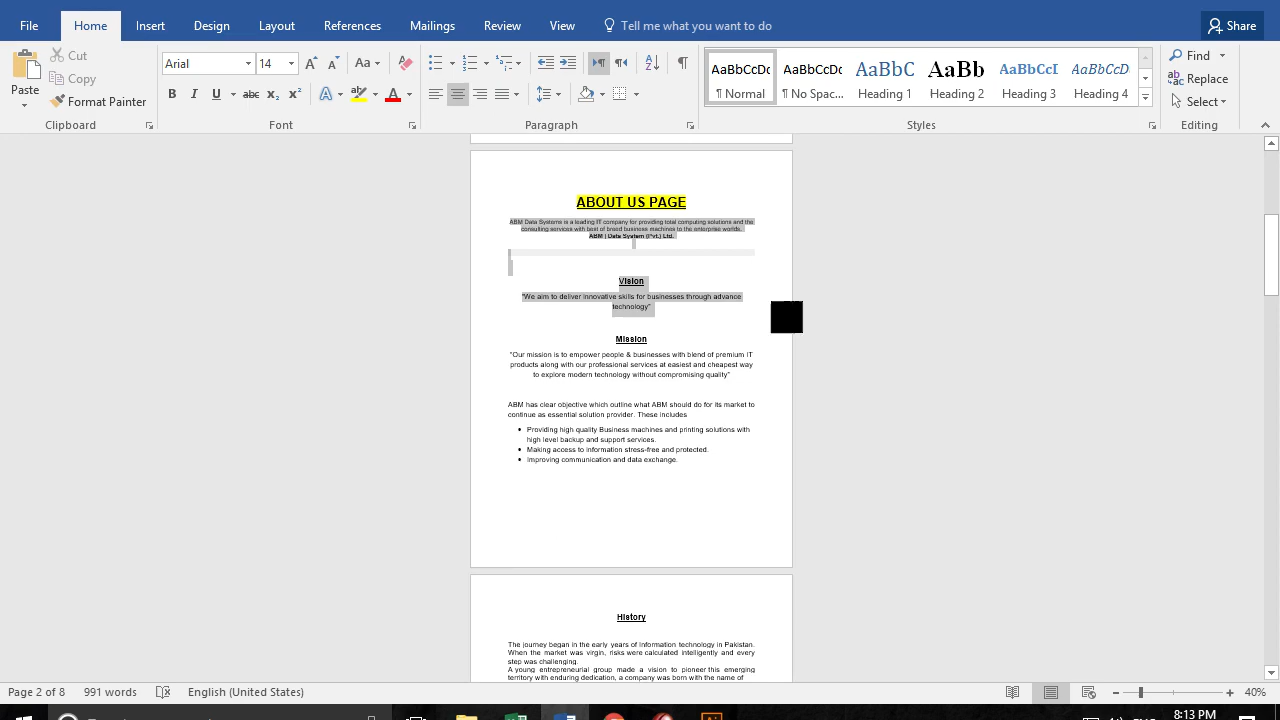 File Home Insert Design Layout References Mailings Review View Tell me what you want to do Share
Paste
Cut
Copy
Format Painter
Clipboard
Arial 14 Aa
B I U abc x2 x2 A A
Font
Paragraph
AaBbCcDc AaBbCcDc AaBbC AaBb AaBbCcI AaBbCcD
¶ Normal ¶ No Spac... Heading 1 Heading 2 Heading 3 Heading 4
Styles
Find
Replace
Select
Editing
ABOUT US PAGE
ABM Data Systems is a leading IT company for providing total computing solutions and the
consulting services with best of breed business machines to the enterprise worlds.
ABM | Data System (Pvt.) Ltd.
Vision
"We aim to deliver innovative skills for businesses through advance
technology"
Mission
"Our mission is to empower people & businesses with blend of premium IT
products along with our professional services at easiest and cheapest way
to explore modern technology without compromising quality"
ABM has clear objective which outline what ABM should do for its market to
continue as essential solution provider. These includes
• Providing high quality Business machines and printing solutions with
high level backup and support services.
• Making access to information stress-free and protected.
• Improving communication and data exchange.
History
The journey began in the early years of Information technology in Pakistan.
When the market was virgin, risks were calculated intelligently and every
step was challenging.
A young entrepreneurial group made a vision to pioneer this emerging
territory with enduring dedication, a company was born with the name of
Page 2 of 8 991 words English (United States) 40%
8:13 PM